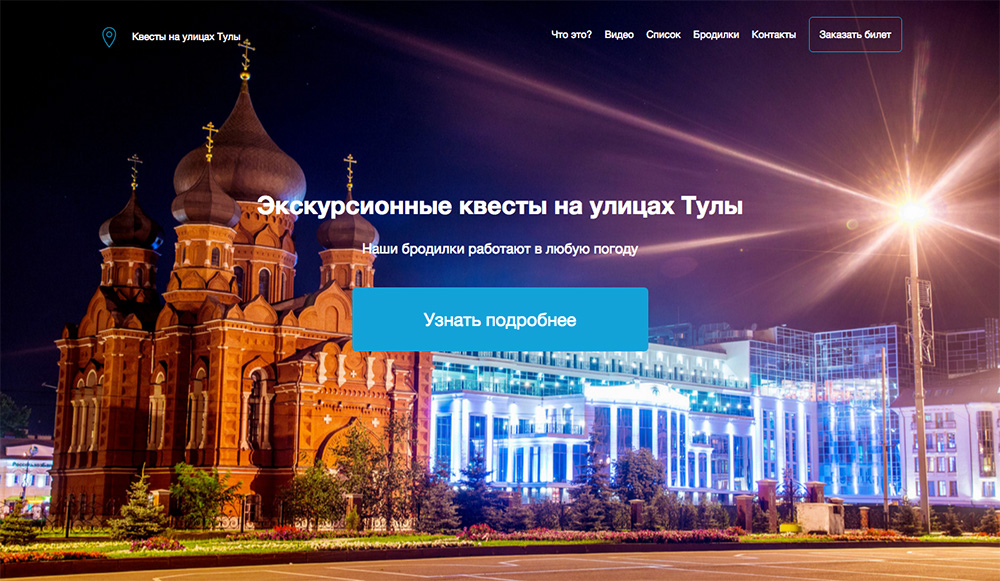 Квесты на улицах Тулы
Что это? Видео Список Бродилки Контакты Заказать билет
Экскурсионные квесты на улицах Тулы
Наши бродилки работают в любую погоду
Узнать подробнее